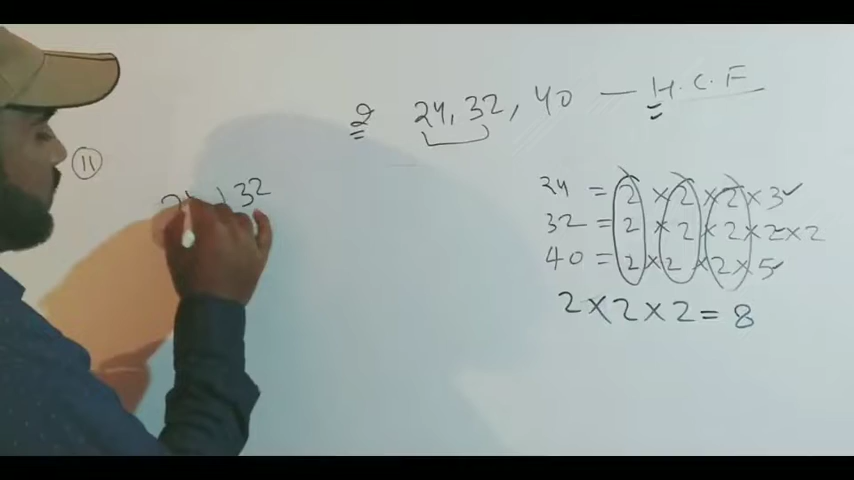 2 24, 32, 40 — H.C.F
11
24, 32
24 = 2 × 2 × 2 × 3
32 = 2 × 2 × 2 × 2 × 2
40 = 2 × 2 × 2 × 5
2 × 2 × 2 = 8